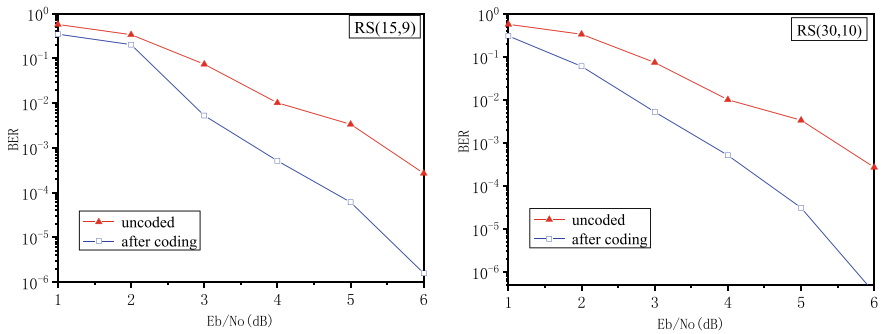 RS(15,9)
10^0
10^-1
10^-2
10^-3
10^-4
10^-5
10^-6
BER
uncoded
after coding
1 2 3 4 5 6
Eb/No(dB)
RS(30,10)
10^0
10^-1
10^-2
10^-3
10^-4
10^-5
10^-6
BER
uncoded
after coding
1 2 3 4 5 6
Eb/No(dB)